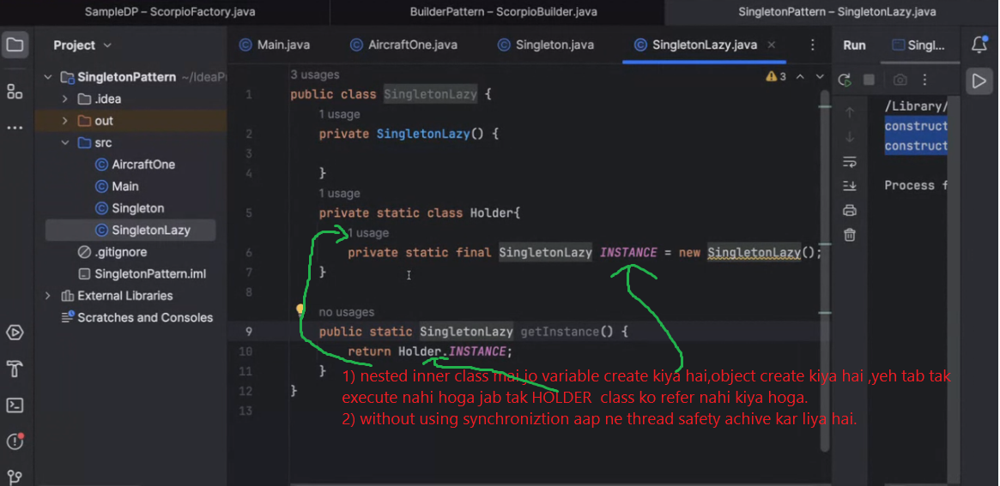 SampleDP – ScorpioFactory.java
BuilderPattern – ScorpioBuilder.java
SingletonPattern – SingletonLazy.java
Project
Main.java
AircraftOne.java
Singleton.java
SingletonLazy.java
Run
Singl...
SingletonPattern ~/IdeaP
.idea
out
src
AircraftOne
Main
Singleton
SingletonLazy
.gitignore
SingletonPattern.iml
External Libraries
Scratches and Consoles
3 usages
3
1 public class SingletonLazy {
1 usage
2 private SingletonLazy() {
3
4 }
1 usage
5 private static class Holder{
1 usage
6 private static final SingletonLazy INSTANCE = new SingletonLazy();
7 }
8
no usages
9 public static SingletonLazy getInstance() {
10 return Holder.INSTANCE;
11 }
12 }
13
1) nested inner class mai jo variable create kiya hai,object create kiya hai ,yeh tab tak
execute nahi hoga jab tak HOLDER class ko refer nahi kiya hoga.
2) without using synchroniztion aap ne thread safety achive kar liya hai.
/Library/
construct
construct
Process f